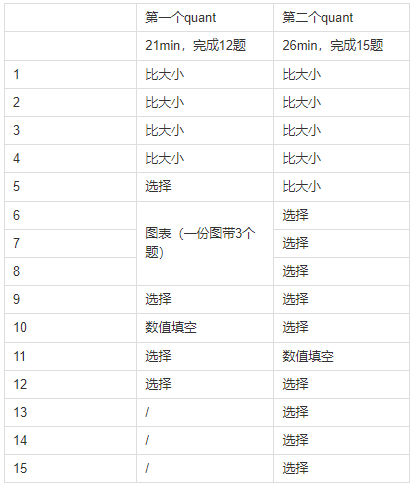 第一个quant 第二个quant
21min，完成12题 26min，完成15题
1 比大小 比大小
2 比大小 比大小
3 比大小 比大小
4 比大小 比大小
5 选择 比大小
6 选择
图表（一份图带3个
7 选择
题）
8 选择
9 选择 选择
10 数值填空 选择
11 选择 数值填空
12 选择 选择
13 / 选择
14 / 选择
15 / 选择